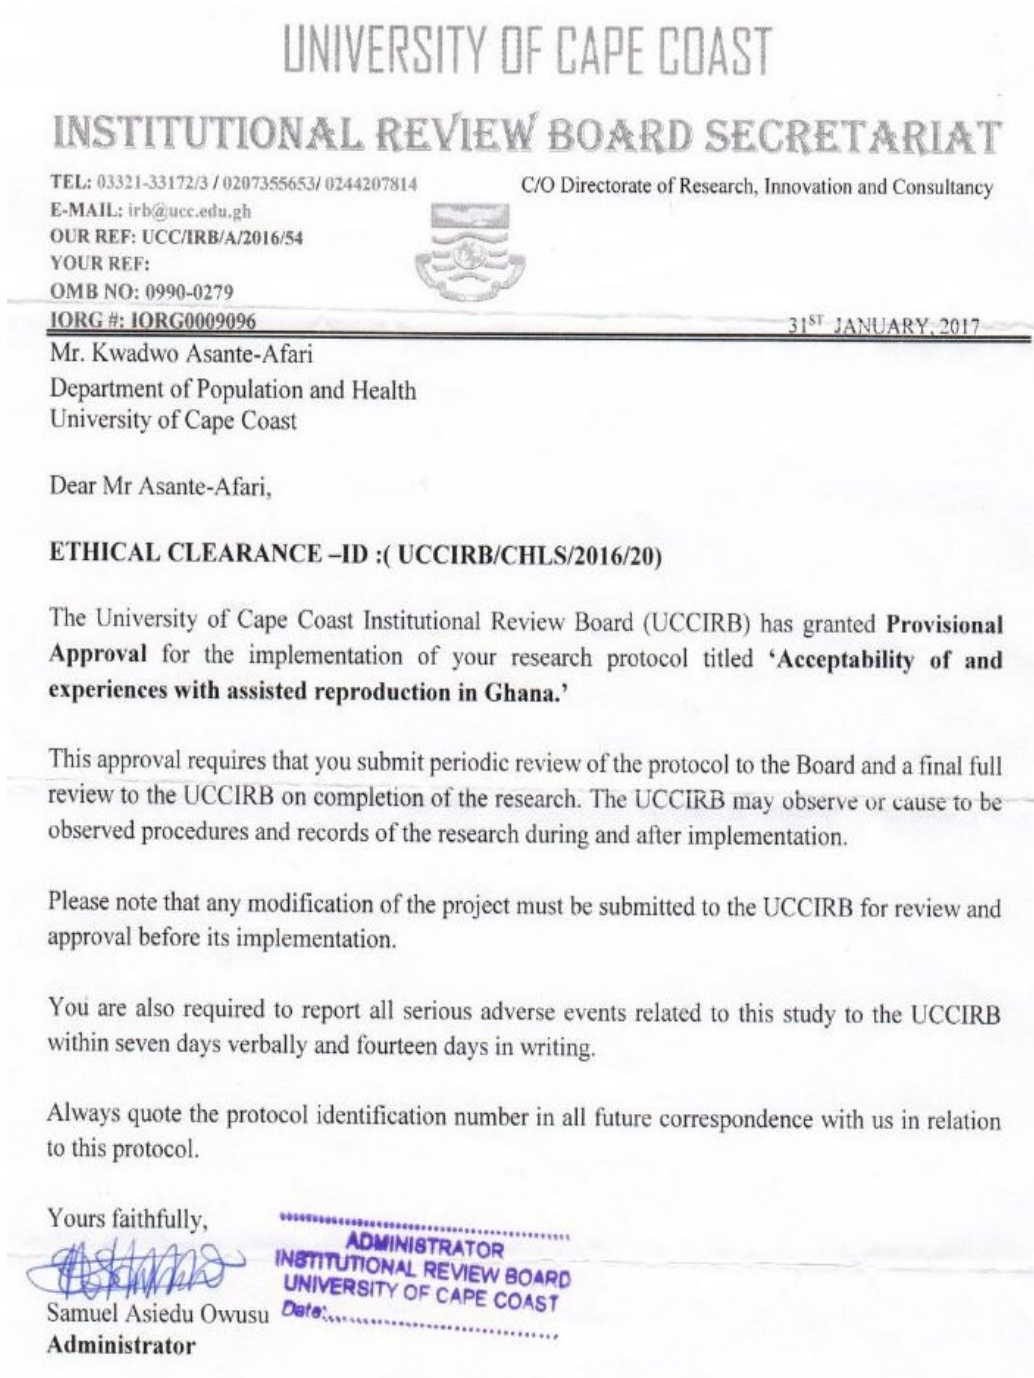 UNIVERSITY OF CAPE COAST
INSTITUTIONAL REVIEW BOARD SECRETARIAT
TEL: 03321-33172/3 / 0207355653/ 0244207814
C/O Directorate of Research, Innovation and Consultancy
E-MAIL: irb@ucc.edu.gh
OUR REF: UCC/IRB/A/2016/54
YOUR REF:
OMB NO: 0990-0279
IORG #: IORG0009096
31ST JANUARY, 2017
Mr. Kwadwo Asante-Afari
Department of Population and Health
University of Cape Coast
Dear Mr Asante-Afari,
ETHICAL CLEARANCE –ID :( UCCIRB/CHLS/2016/20)
The University of Cape Coast Institutional Review Board (UCCIRB) has granted Provisional
Approval for the implementation of your research protocol titled ‘Acceptability of and
experiences with assisted reproduction in Ghana.’
This approval requires that you submit periodic review of the protocol to the Board and a final full
review to the UCCIRB on completion of the research. The UCCIRB may observe or cause to be
observed procedures and records of the research during and after implementation.
Please note that any modification of the project must be submitted to the UCCIRB for review and
approval before its implementation.
You are also required to report all serious adverse events related to this study to the UCCIRB
within seven days verbally and fourteen days in writing.
Always quote the protocol identification number in all future correspondence with us in relation
to this protocol.
Yours faithfully,
Samuel Asiedu Owusu
Administrator
ADMINISTRATOR
INSTITUTIONAL REVIEW BOARD
UNIVERSITY OF CAPE COAST
Date: